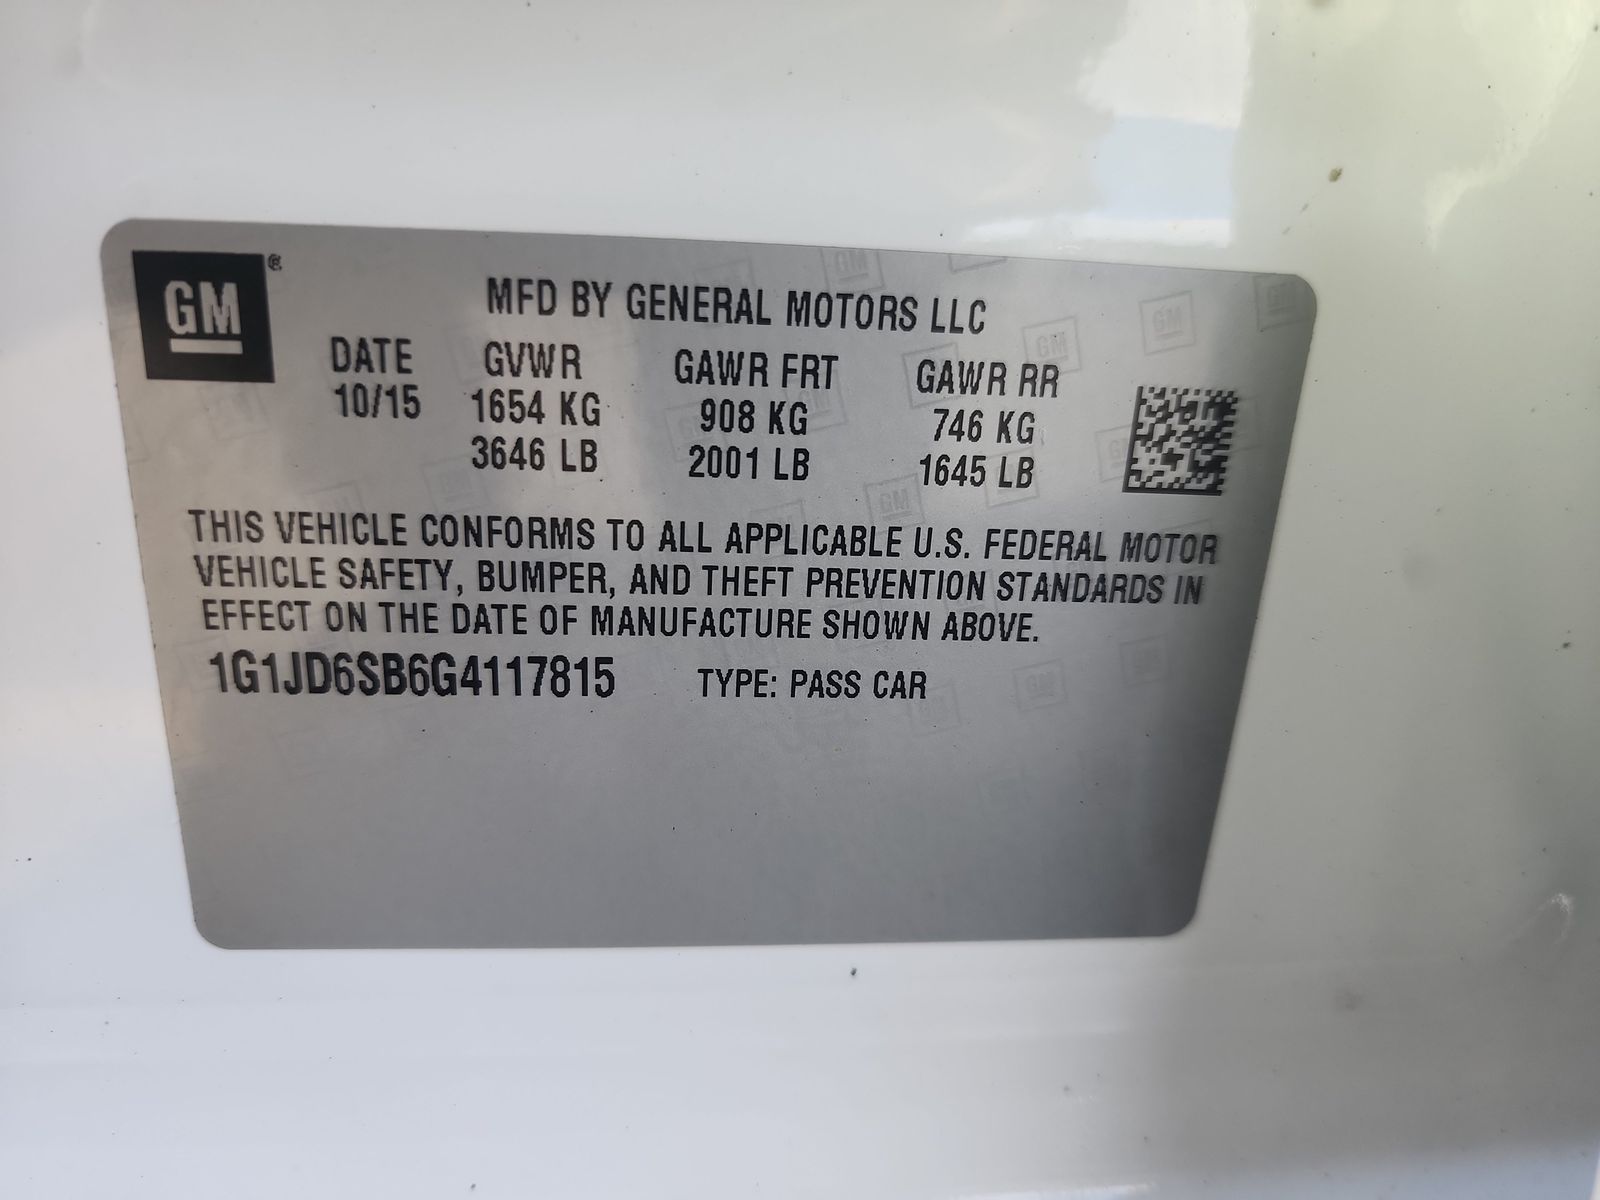 GM®
MFD BY GENERAL MOTORS LLC
DATE GVWR GAWR FRT GAWR RR
10/15 1654 KG 908 KG 746 KG
3646 LB 2001 LB 1645 LB
THIS VEHICLE CONFORMS TO ALL APPLICABLE U.S. FEDERAL MOTOR
VEHICLE SAFETY, BUMPER, AND THEFT PREVENTION STANDARDS IN
EFFECT ON THE DATE OF MANUFACTURE SHOWN ABOVE.
1G1JD6SB6G4117815 TYPE: PASS CAR